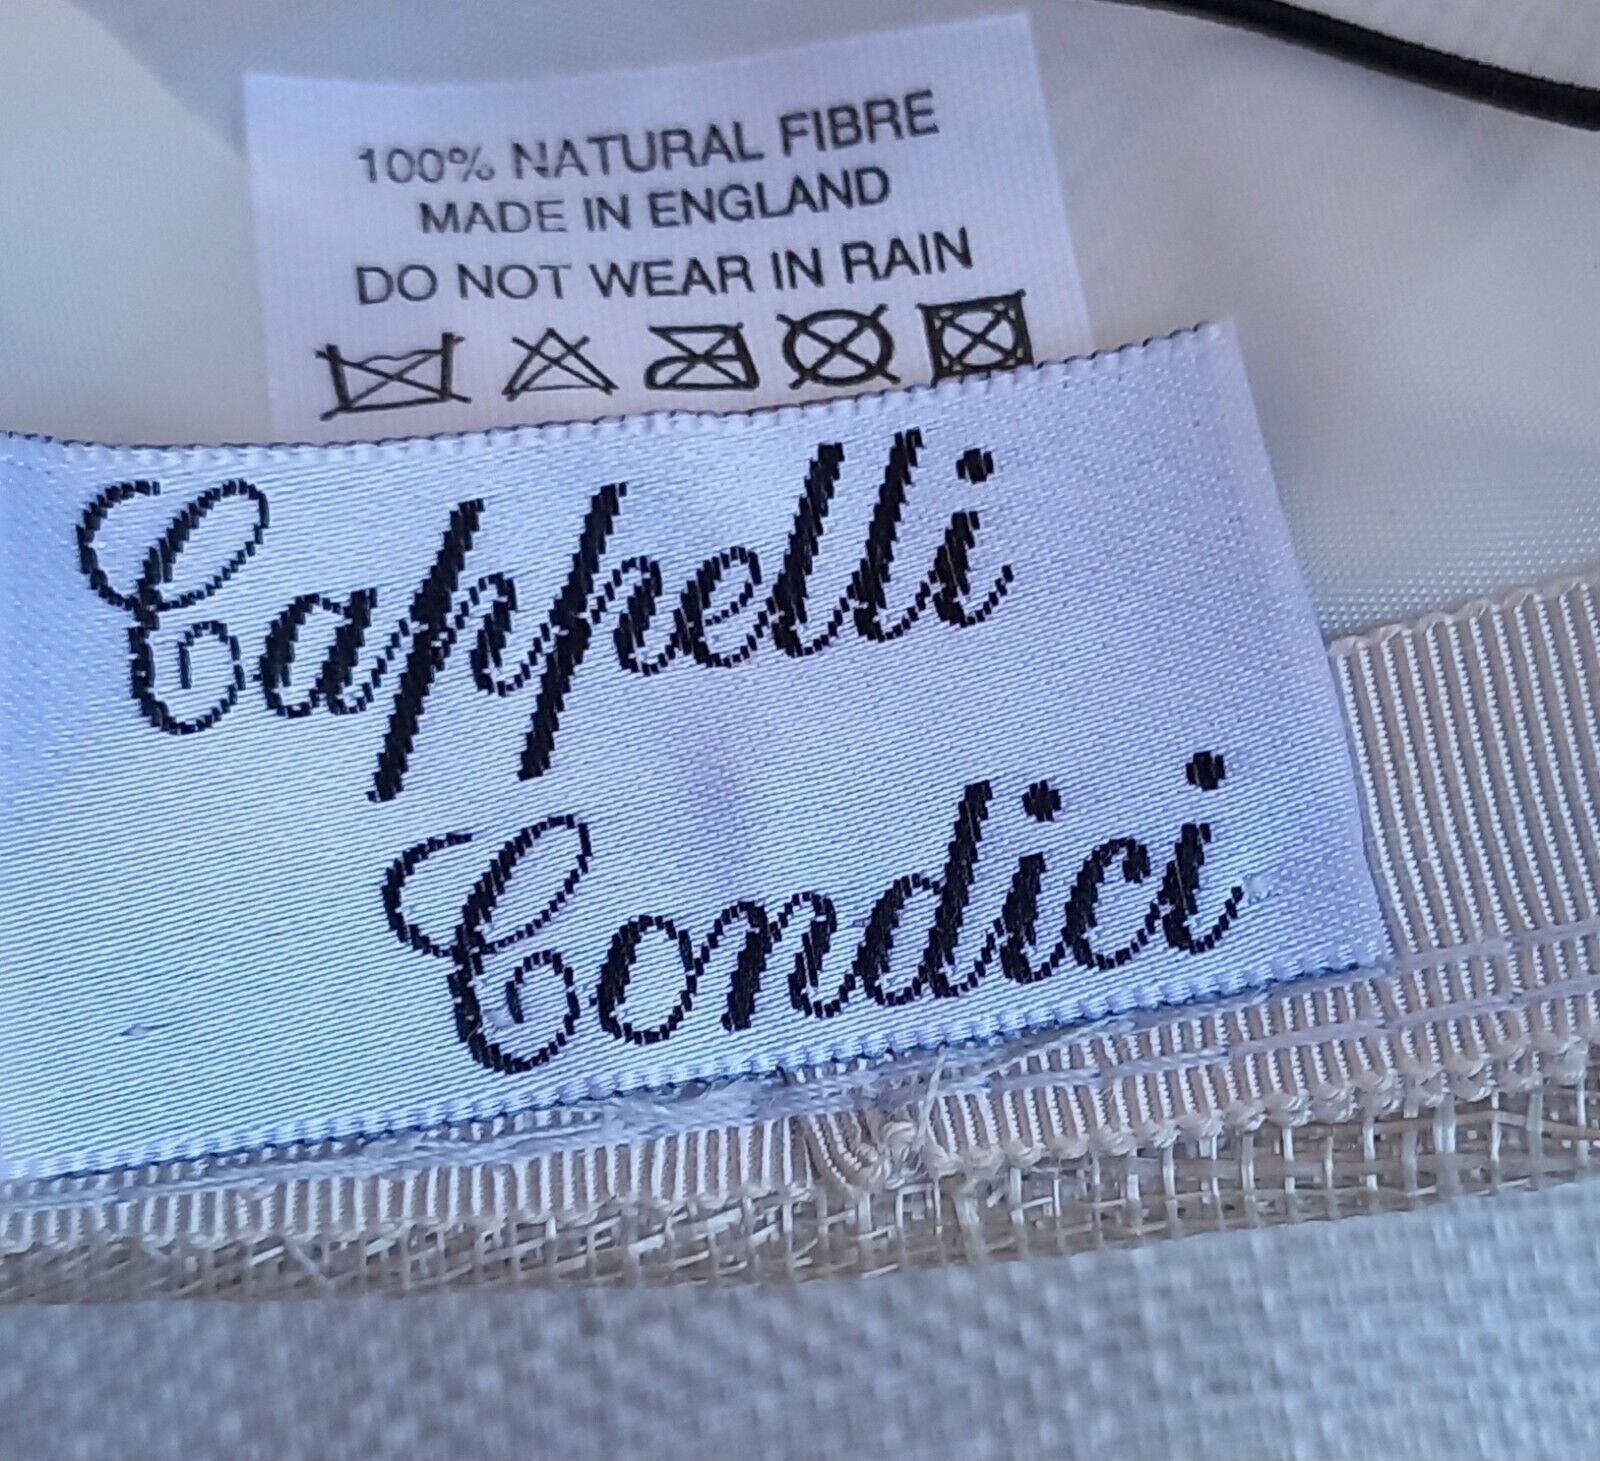 100% NATURAL FIBRE
MADE IN ENGLAND
DO NOT WEAR IN RAIN
Cappelli
Condici